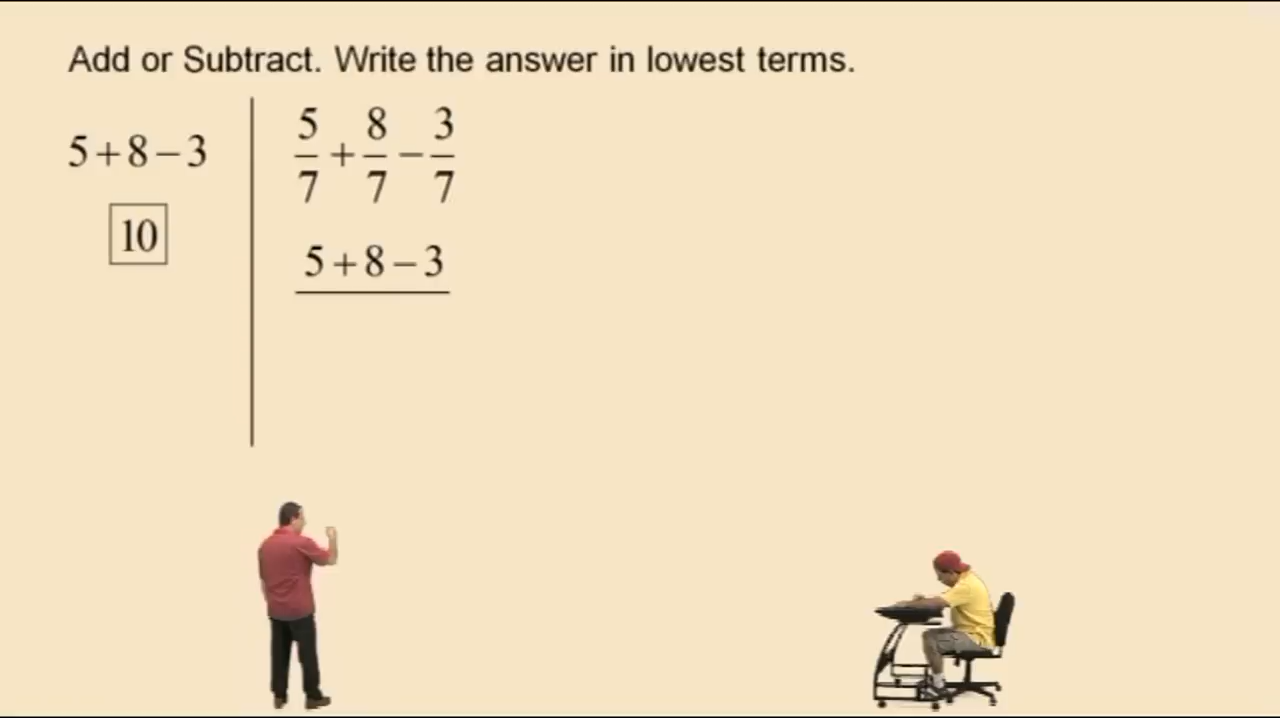 Add or Subtract. Write the answer in lowest terms.
5+8−3
10
5/7 + 8/7 − 3/7
5+8−3